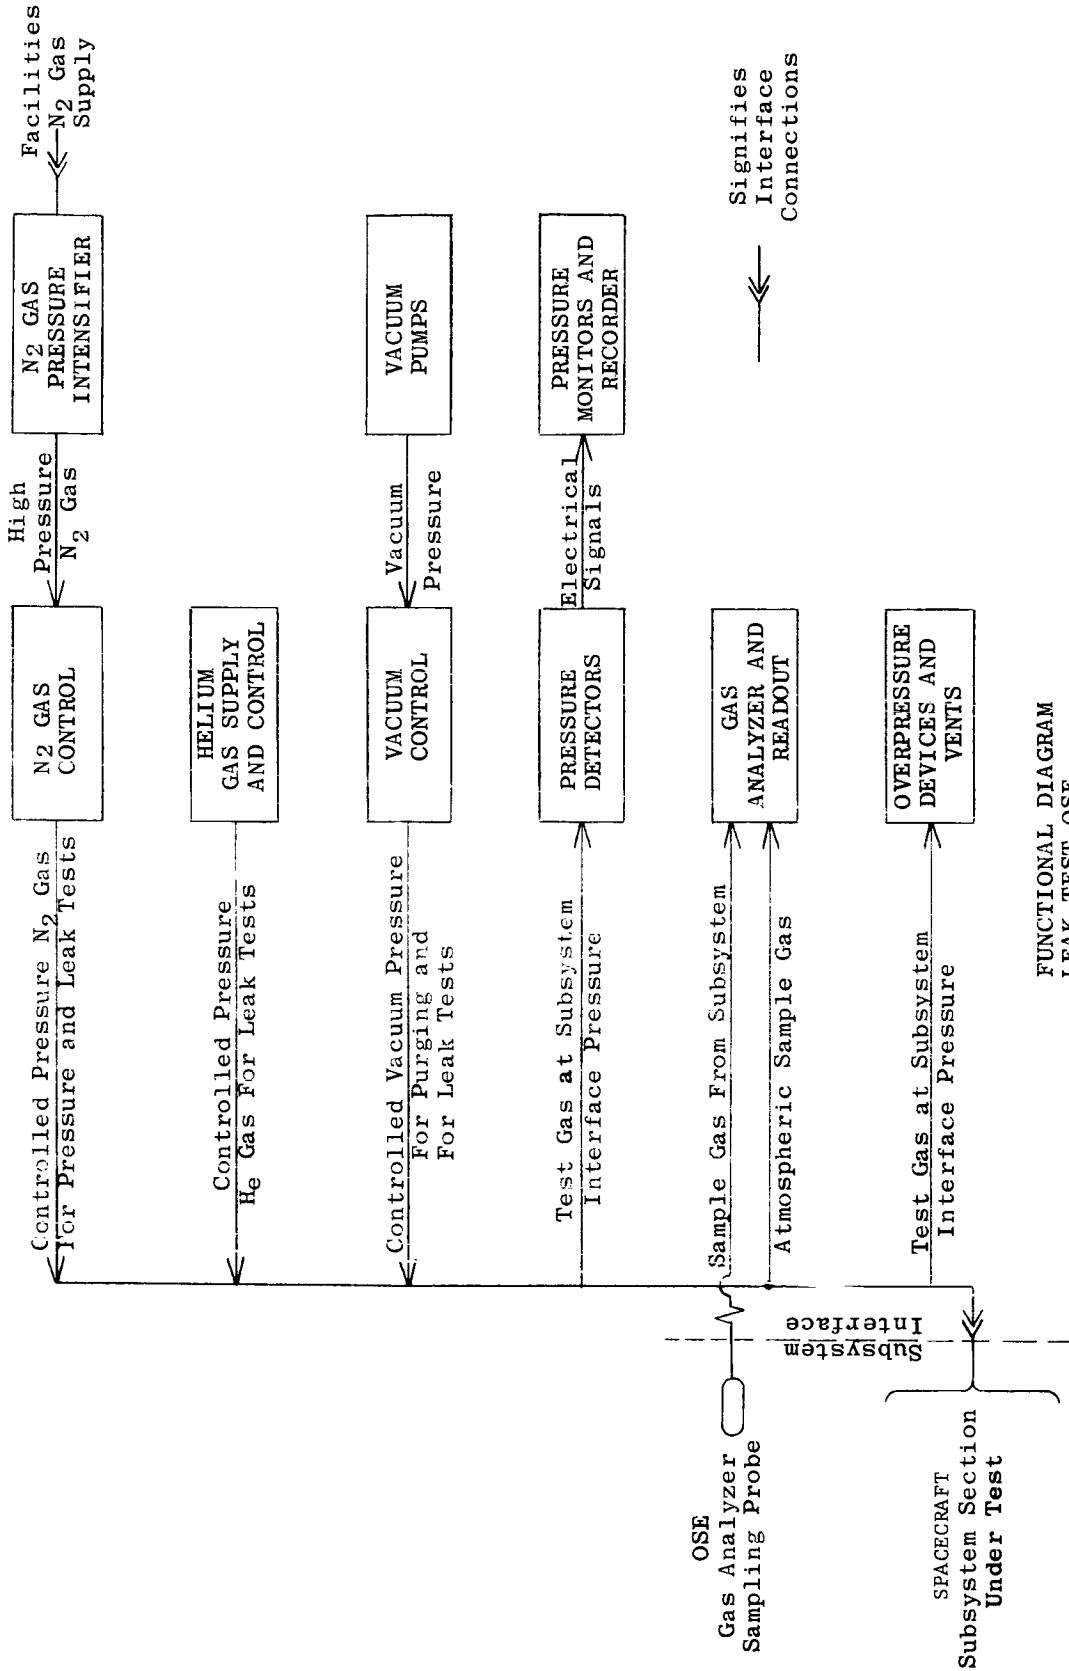 Facilities
N2 Gas
Supply
N2 GAS
PRESSURE
INTENSIFIER
High
Pressure
N2 Gas
N2 GAS
CONTROL
Controlled Pressure N2 Gas
For Pressure and Leak Tests
HELIUM
GAS SUPPLY
AND CONTROL
Controlled Pressure
He Gas For Leak Tests
VACUUM
PUMPS
Vacuum
Pressure
VACUUM
CONTROL
Controlled Vacuum Pressure
For Purging and
For Leak Tests
PRESSURE
MONITORS AND
RECORDER
Electrical
Signals
PRESSURE
DETECTORS
Test Gas at Subsystem
Interface Pressure
GAS
ANALYZER AND
READOUT
Sample Gas From Subsystem
Atmospheric Sample Gas
OVERPRESSURE
DEVICES AND
VENTS
Test Gas at Subsystem
Interface Pressure
Subsystem
Interface
OSE
Gas Analyzer
Sampling Probe
SPACECRAFT
Subsystem Section
Under Test
Signifies
Interface
Connections
FUNCTIONAL DIAGRAM
LEAK TEST OSE